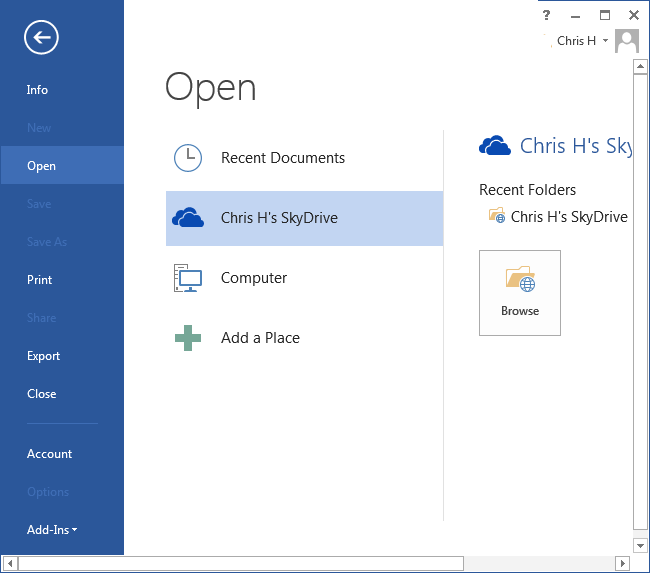 ?
Chris H
Info
New
Open
Save
Save As
Print
Share
Export
Close
Account
Options
Add-Ins
Open
Recent Documents
Chris H's SkyDrive
Computer
Add a Place
Chris H's Sky
Recent Folders
Chris H's SkyDrive
Browse